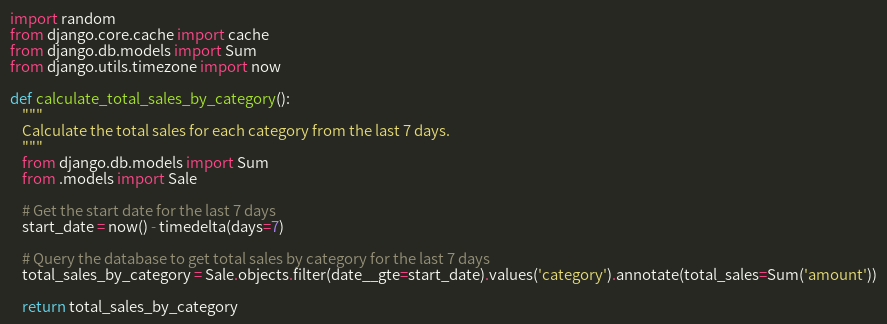 import random
from django.core.cache import cache
from django.db.models import Sum
from django.utils.timezone import now

def calculate_total_sales_by_category():
    """
    Calculate the total sales for each category from the last 7 days.
    """
    from django.db.models import Sum
    from .models import Sale

    # Get the start date for the last 7 days
    start_date = now() - timedelta(days=7)

    # Query the database to get total sales by category for the last 7 days
    total_sales_by_category = Sale.objects.filter(date__gte=start_date).values('category').annotate(total_sales=Sum('amount'))

    return total_sales_by_category